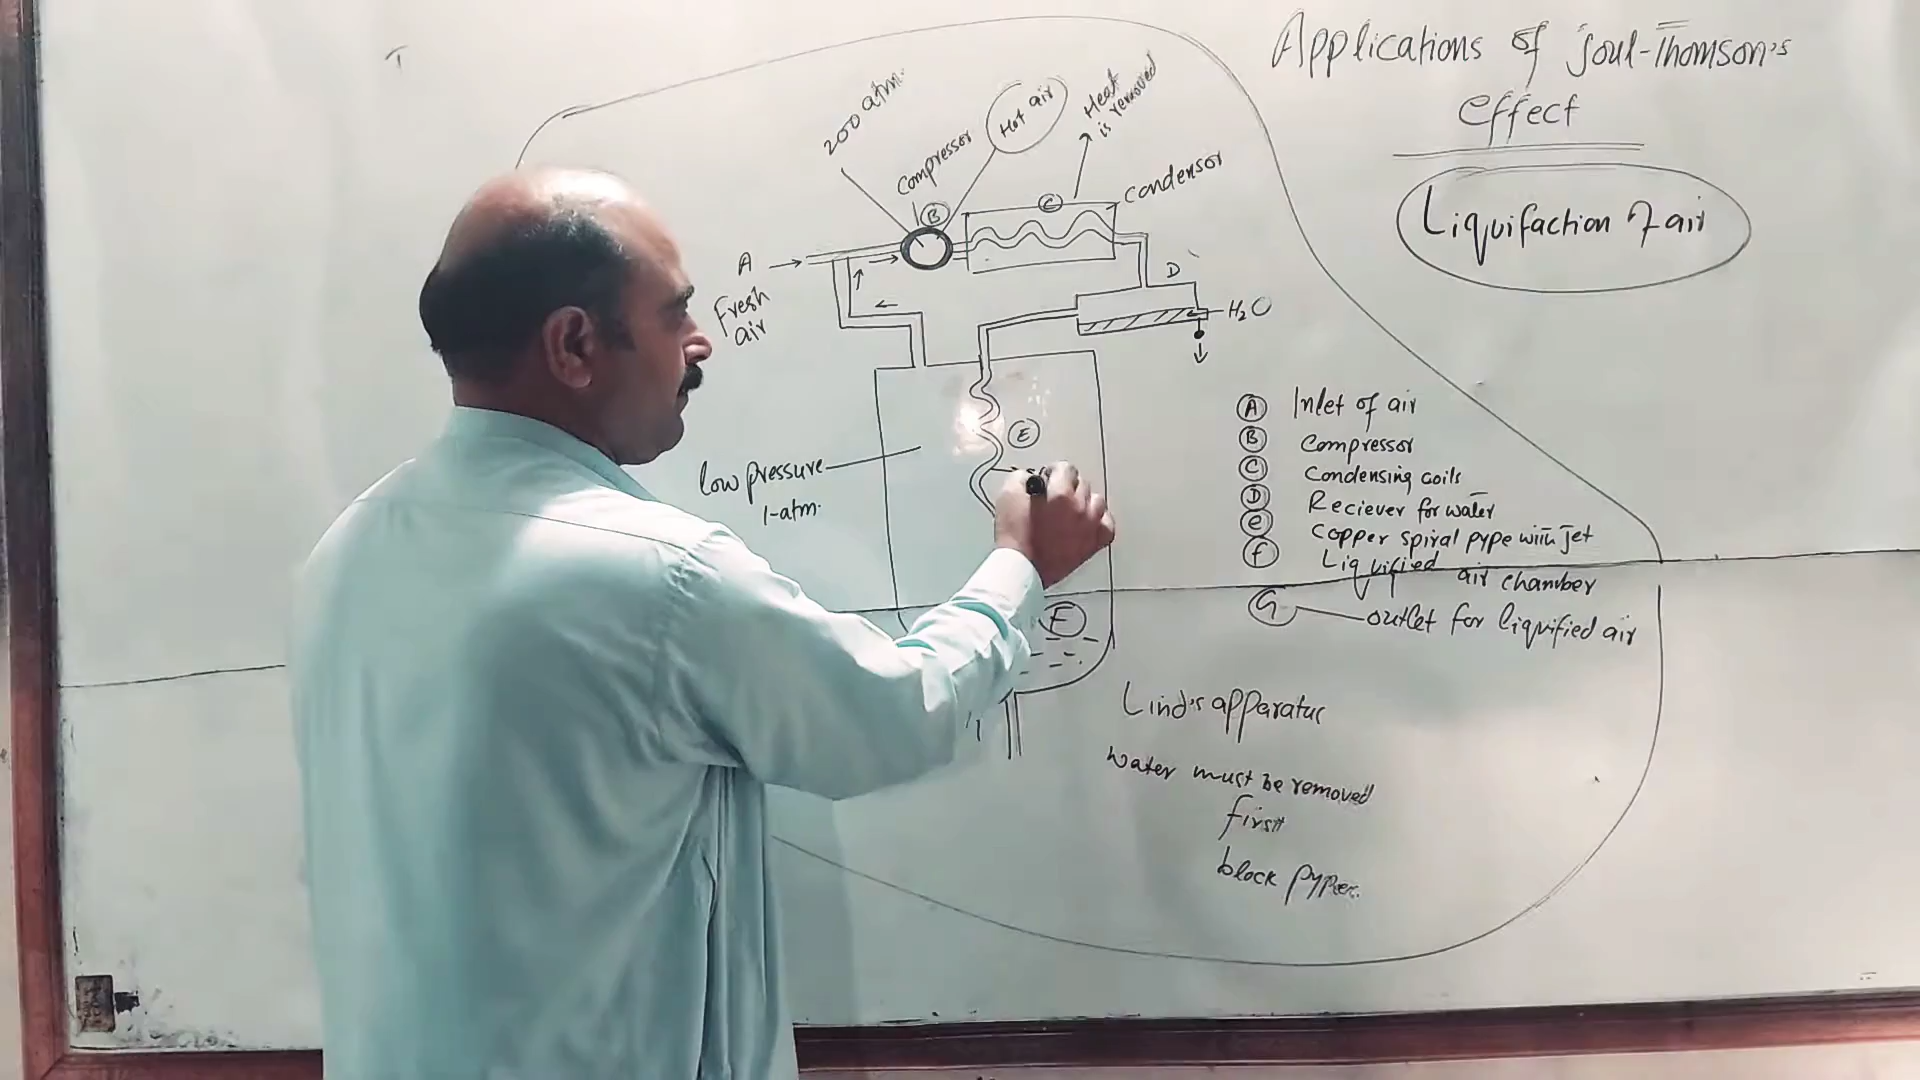 Applications of Joul-Thomson's
effect
Liquifaction of air
200 atm.
Compressor
Hot air
Heat
is removed
Condensor
B
C
A
Fresh
air
D
H2O
E
low pressure
1-atm.
F
A Inlet of air
B Compressor
C Condensing coils
D Reciever for water
e Copper spiral pype with jet
f Liquified air chamber
G outlet for liquified air
Lind's apparatus
water must be removed
first
block